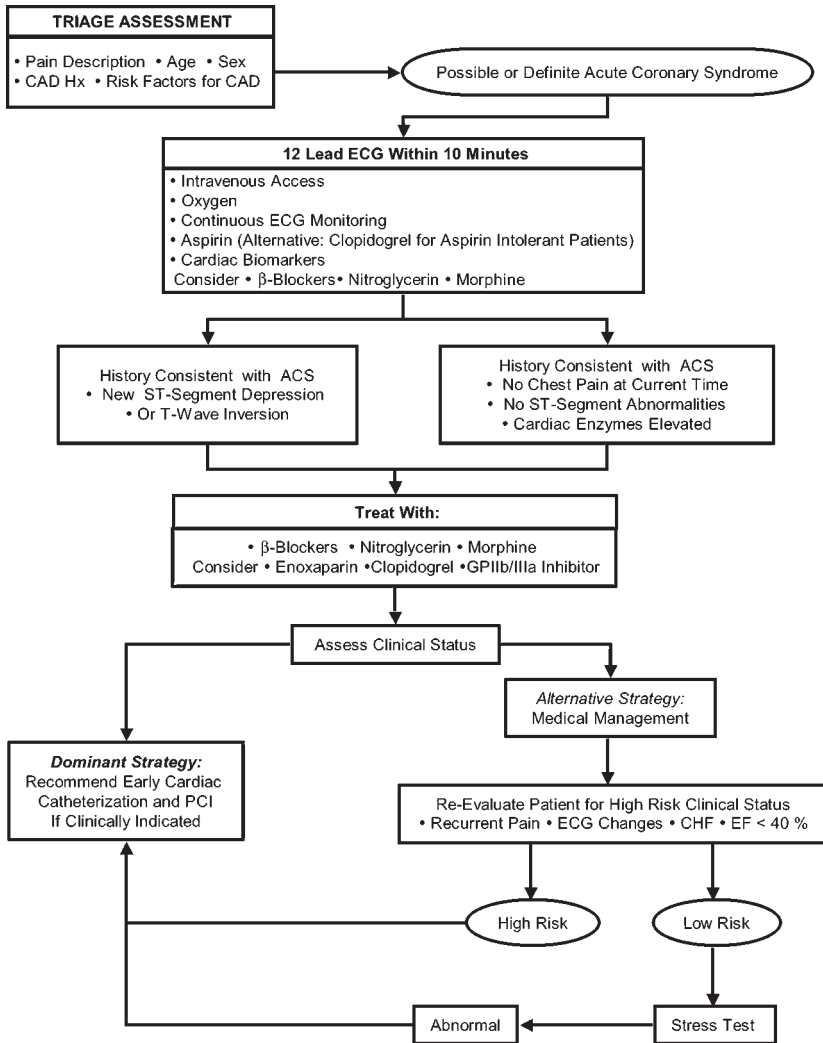 TRIAGE ASSESSMENT
• Pain Description • Age • Sex
• CAD Hx • Risk Factors for CAD
Possible or Definite Acute Coronary Syndrome
12 Lead ECG Within 10 Minutes
• Intravenous Access
• Oxygen
• Continuous ECG Monitoring
• Aspirin (Alternative: Clopidogrel for Aspirin Intolerant Patients)
• Cardiac Biomarkers
Consider • β-Blockers • Nitroglycerin • Morphine
History Consistent with ACS
• New ST-Segment Depression
• Or T-Wave Inversion
History Consistent with ACS
• No Chest Pain at Current Time
• No ST-Segment Abnormalities
• Cardiac Enzymes Elevated
Treat With:
• β-Blockers • Nitroglycerin • Morphine
Consider • Enoxaparin •Clopidogrel •GPIIb/IIIa Inhibitor
Assess Clinical Status
Alternative Strategy:
Medical Management
Dominant Strategy:
Recommend Early Cardiac
Catheterization and PCI
If Clinically Indicated
Re-Evaluate Patient for High Risk Clinical Status
• Recurrent Pain • ECG Changes • CHF • EF < 40 %
High Risk
Low Risk
Abnormal
Stress Test